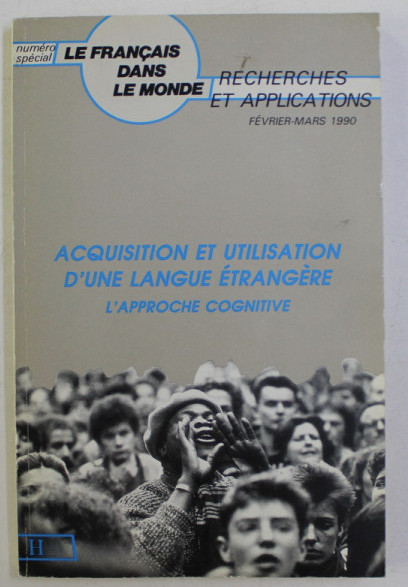 numéro
spécial
LE FRANÇAIS
DANS
LE MONDE
RECHERCHES
ET APPLICATIONS
FÉVRIER-MARS 1990
ACQUISITION ET UTILISATION
D'UNE LANGUE ÉTRANGÈRE
L'APPROCHE COGNITIVE
H